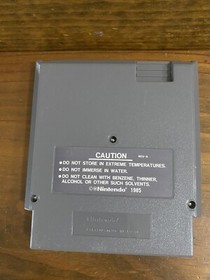 CAUTION
REV-A
•DO NOT STORE IN EXTREME TEMPERATURES.
•DO NOT IMMERSE IN WATER.
•DO NOT CLEAN WITH BENZENE, THINNER,
ALCOHOL OR OTHER SUCH SOLVENTS.
©®Nintendo® 1985